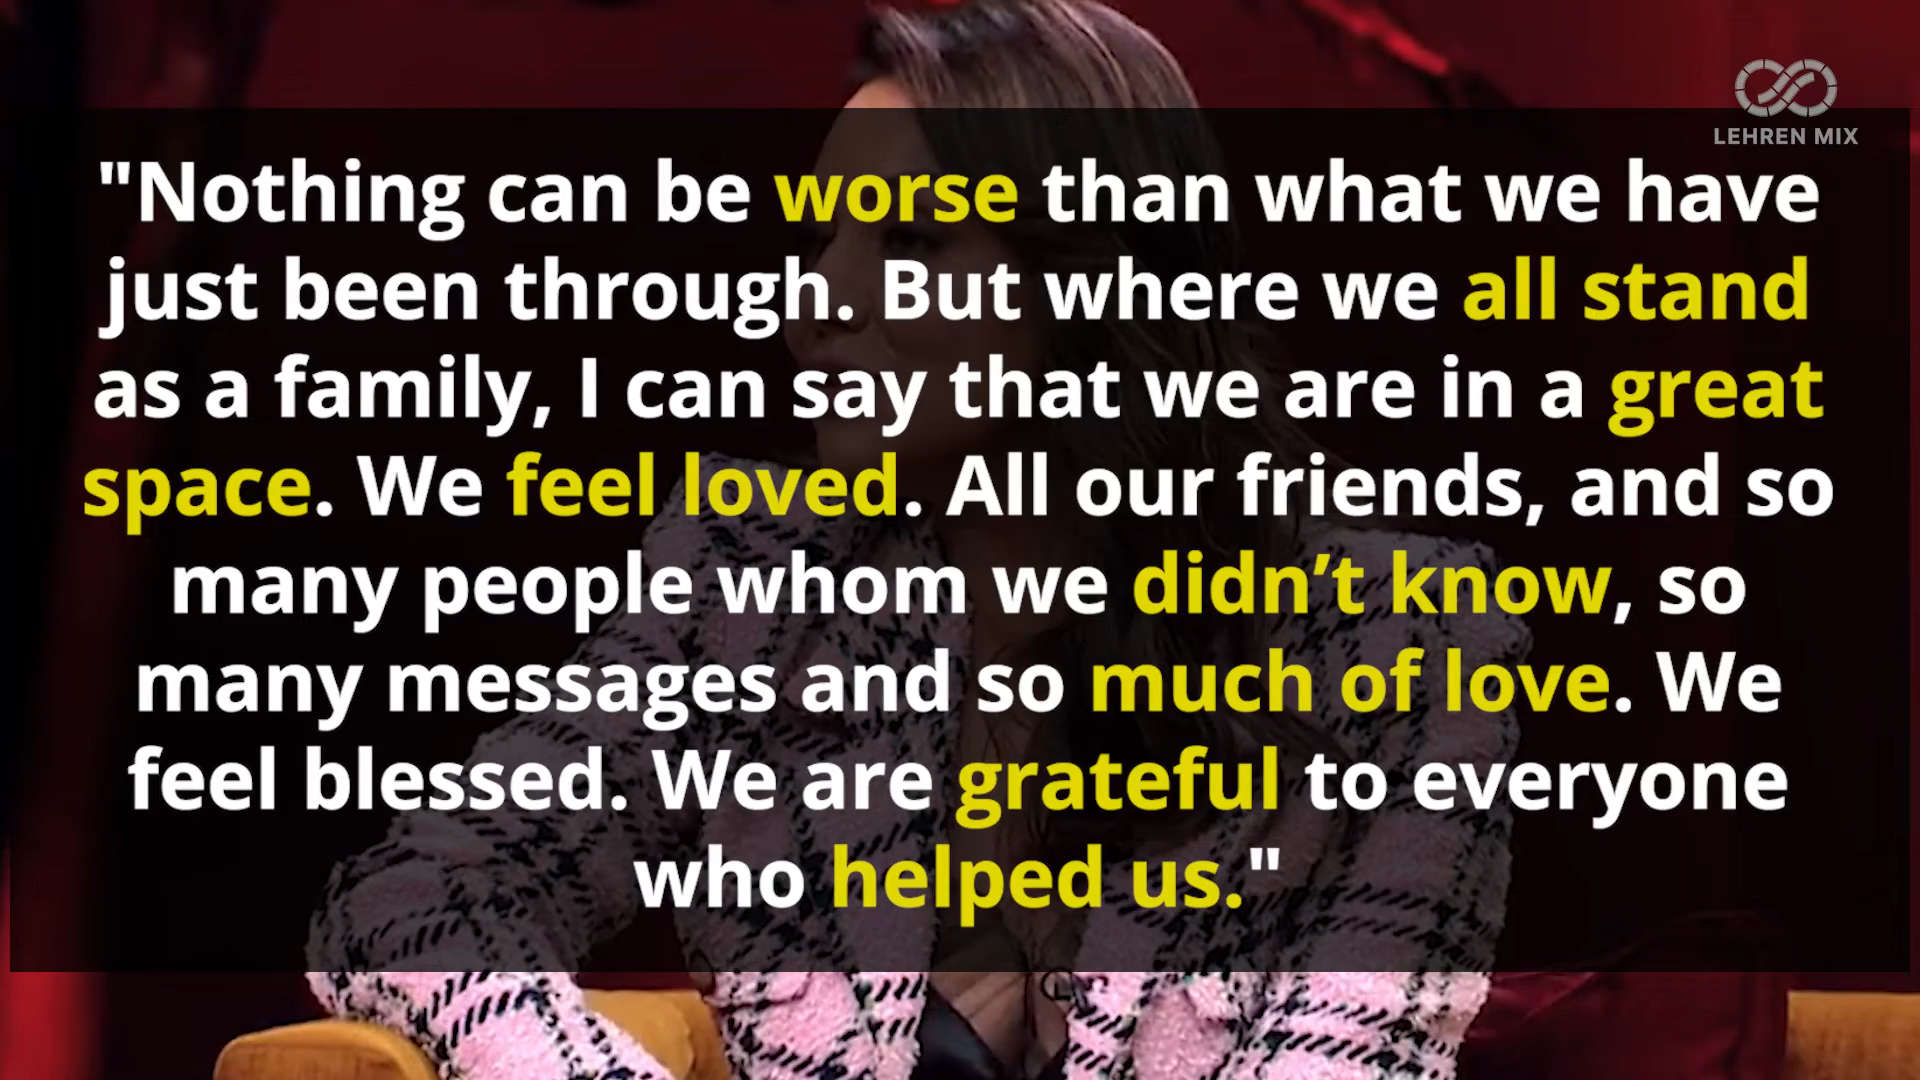 LEHREN MIX
"Nothing can be worse than what we have
just been through. But where we all stand
as a family, I can say that we are in a great
space. We feel loved. All our friends, and so
many people whom we didn’t know, so
many messages and so much of love. We
feel blessed. We are grateful to everyone
who helped us."